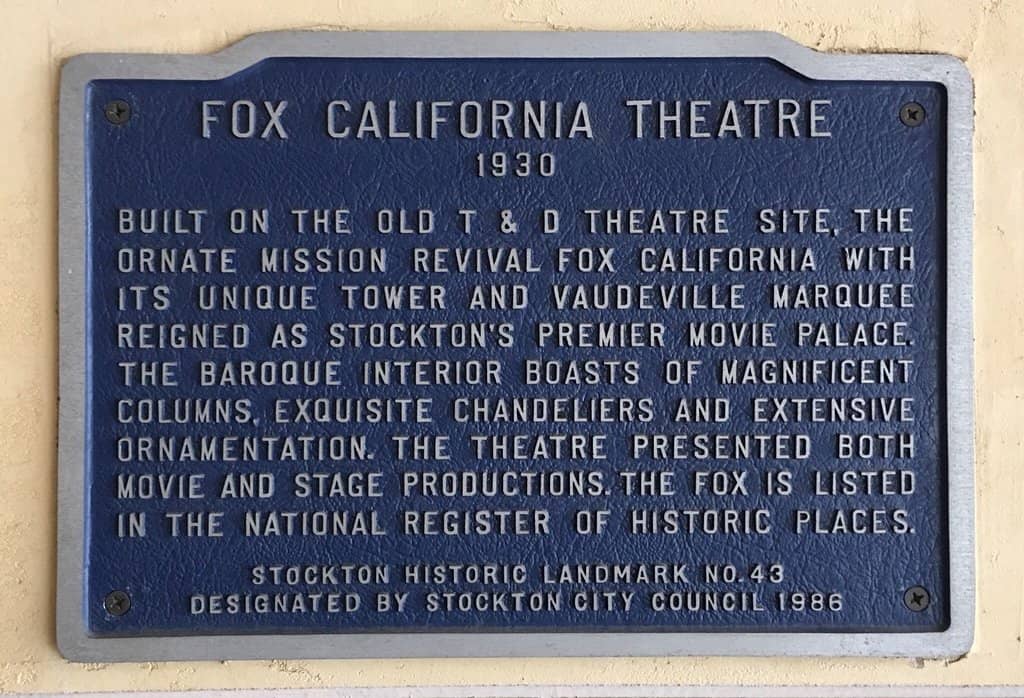 FOX CALIFORNIA THEATRE
1930
BUILT ON THE OLD T & D THEATRE SITE, THE
ORNATE MISSION REVIVAL FOX CALIFORNIA WITH
ITS UNIQUE TOWER AND VAUDEVILLE MARQUEE
REIGNED AS STOCKTON'S PREMIER MOVIE PALACE.
THE BAROQUE INTERIOR BOASTS OF MAGNIFICENT
COLUMNS, EXQUISITE CHANDELIERS AND EXTENSIVE
ORNAMENTATION. THE THEATRE PRESENTED BOTH
MOVIE AND STAGE PRODUCTIONS. THE FOX IS LISTED
IN THE NATIONAL REGISTER OF HISTORIC PLACES.
STOCKTON HISTORIC LANDMARK NO. 43
DESIGNATED BY STOCKTON CITY COUNCIL 1986